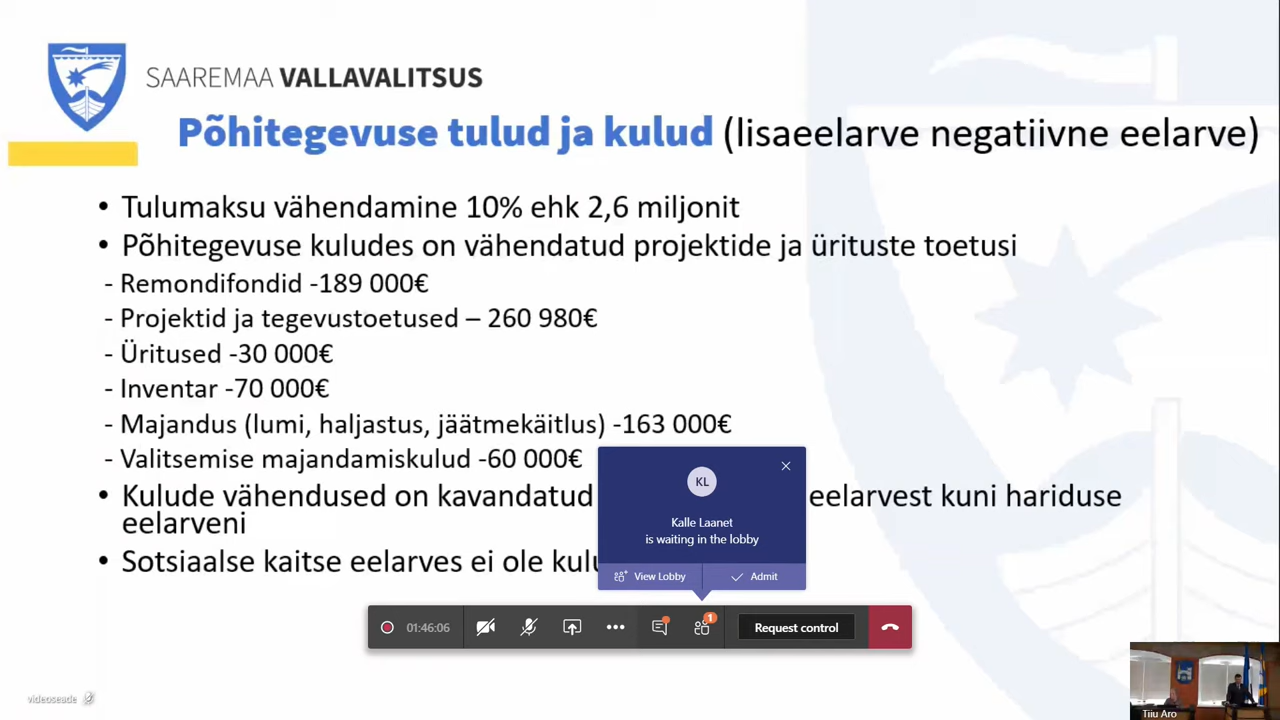 SAAREMAA VALLAVALITSUS
Põhitegevuse tulud ja kulud (lisaeelarve negatiivne eelarve)
• Tulumaksu vähendamine 10% ehk 2,6 miljonit
• Põhitegevuse kuludes on vähendatud projektide ja ürituste toetusi
- Remondifondid -189 000€
- Projektid ja tegevustoetused – 260 980€
- Üritused -30 000€
- Inventar -70 000€
- Majandus (lumi, haljastus, jäätmekäitlus) -163 000€
- Valitsemise majandamiskulud -60 000€
• Kulude vähendused on kavandatud eelarvest kuni hariduse
eelarveni
• Sotsiaalse kaitse eelarves ei ole
KL
Kalle Laanet
is waiting in the lobby
View Lobby
Admit
01:46:06
1
Request control
videoseade
Tiiu Aro